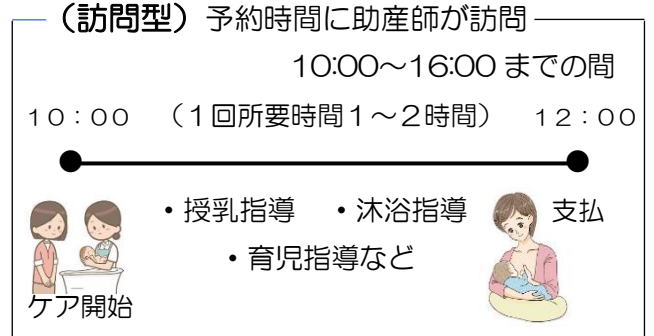 （訪問型）予約時間に助産師が訪問
10:00～16:00 までの間
10：00　（1回所要時間1～2時間）　12：00
・授乳指導　・沐浴指導　支払
・育児指導など
ケア開始